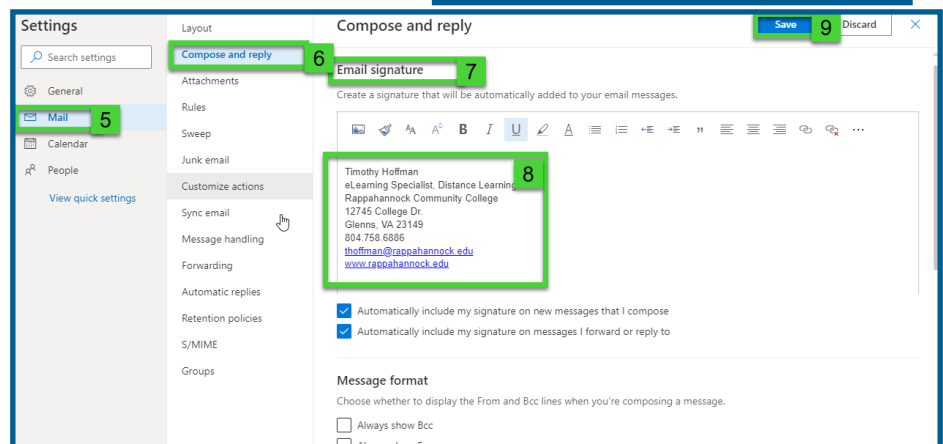 Settings
Search settings
General
Mail
5
Calendar
People
View quick settings
Layout
Compose and reply
6
Attachments
Rules
Sweep
Junk email
Customize actions
Sync email
Message handling
Forwarding
Automatic replies
Retention policies
S/MIME
Groups
Compose and reply
Save
9
Discard
Email signature
7
Create a signature that will be automatically added to your email messages.
8
Timothy Hoffman
eLearning Specialist, Distance Learning
Rappahannock Community College
12745 College Dr.
Glenns, VA 23149
804.758.6886
thoffman@rappahannock.edu
www.rappahannock.edu
Automatically include my signature on new messages that I compose
Automatically include my signature on messages I forward or reply to
Message format
Choose whether to display the From and Bcc lines when you're composing a message.
Always show Bcc